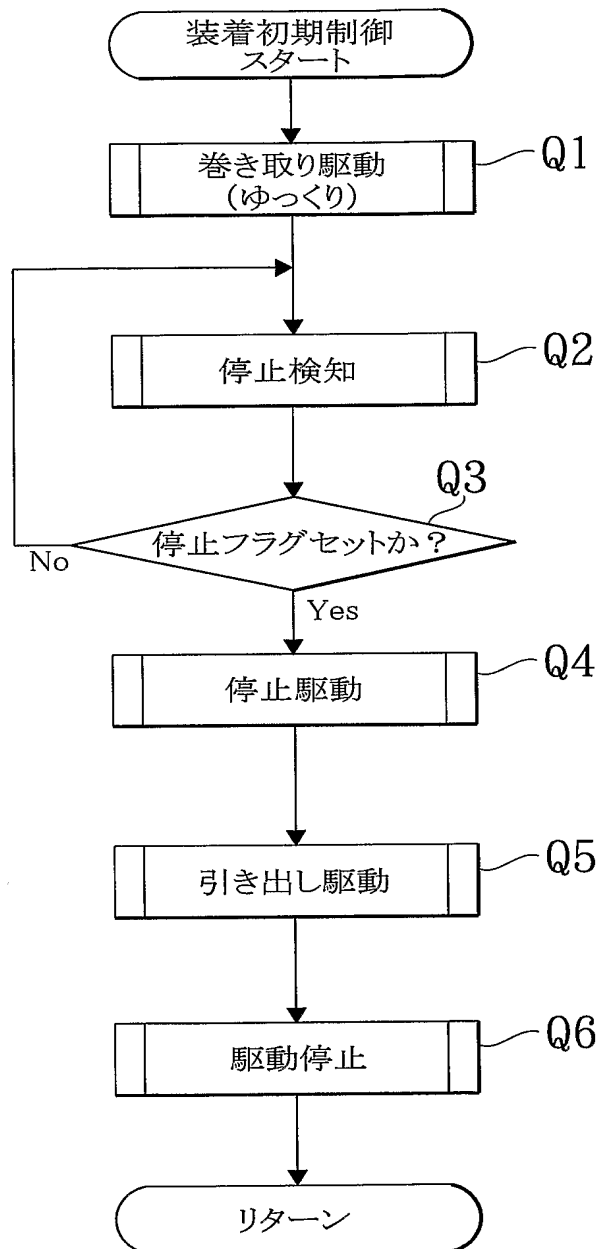 装着初期制御
スタート
巻き取り駆動
(ゆっくり)
Q1
停止検知
Q2
Q3
停止フラグセットか?
No
Yes
停止駆動
Q4
引き出し駆動
Q5
駆動停止
Q6
リターン